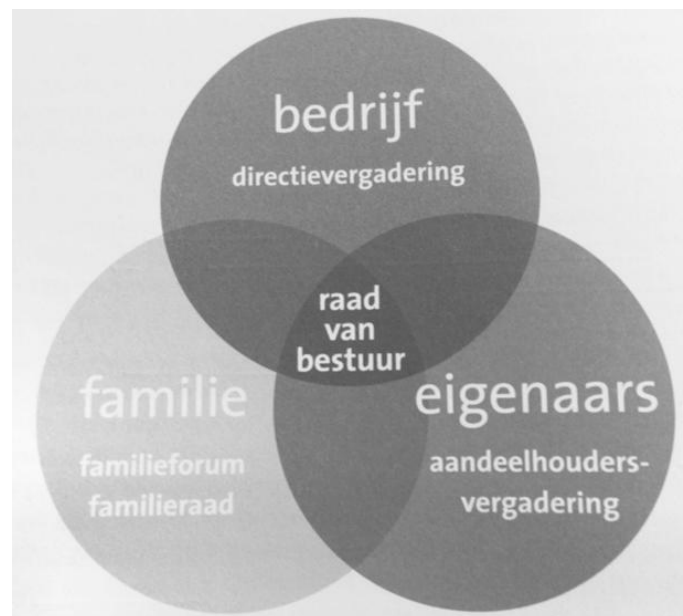 bedrijf
directievergadering
raad
van
bestuur
familie
familieforum
familieraad
eigenaars
aandeelhouders-
vergadering